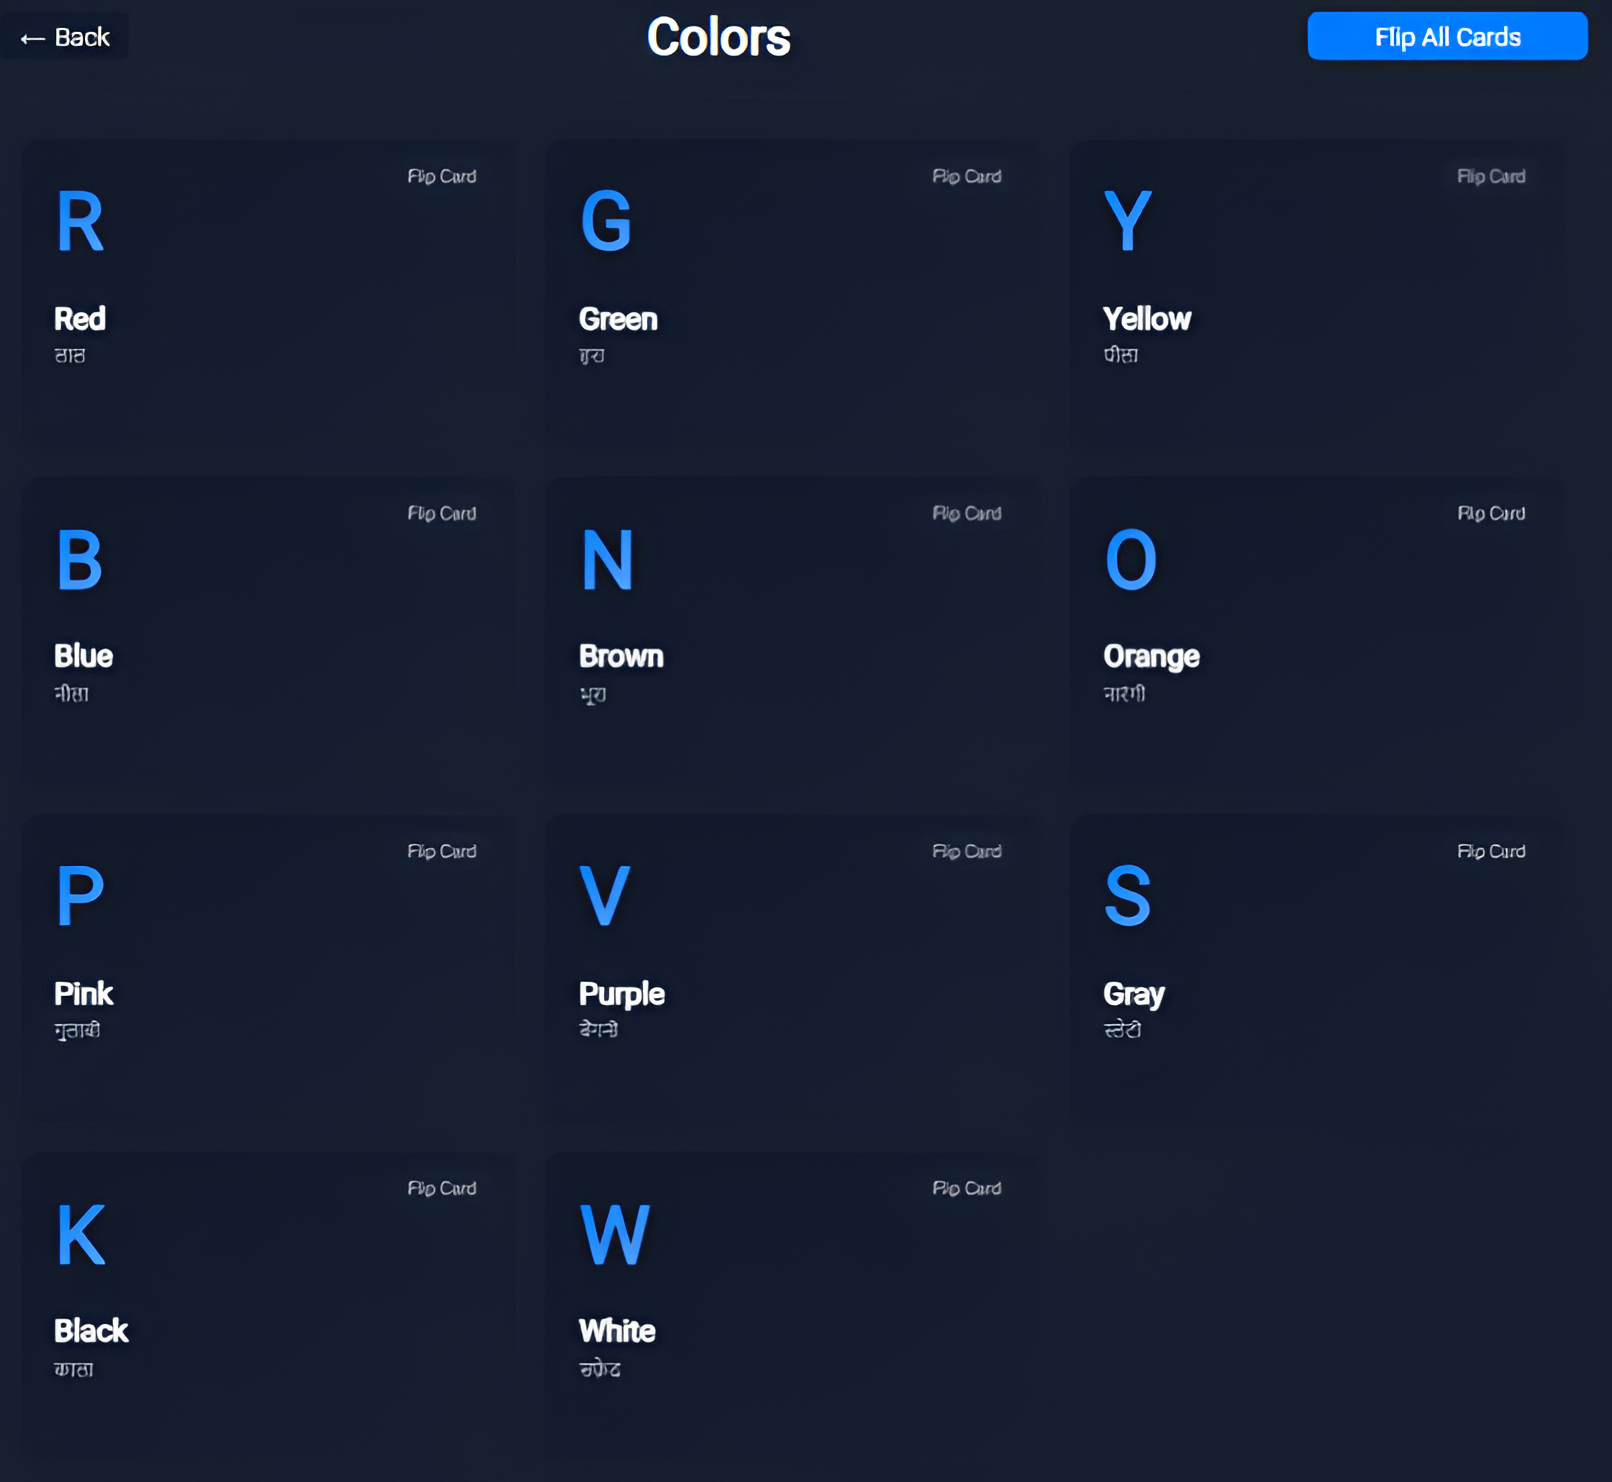 ← Back
Colors
Flip All Cards
Flip Card
R
Red
Flip Card
G
Green
Flip Card
Y
Yellow
पीला
Flip Card
B
Blue
नीला
Flip Card
N
Brown
भूरा
Flip Card
O
Orange
नारंगी
Flip Card
P
Pink
गुलाबी
Flip Card
V
Purple
Flip Card
S
Gray
स्लेटी
Flip Card
K
Black
काला
Flip Card
W
White
सफ़ेद